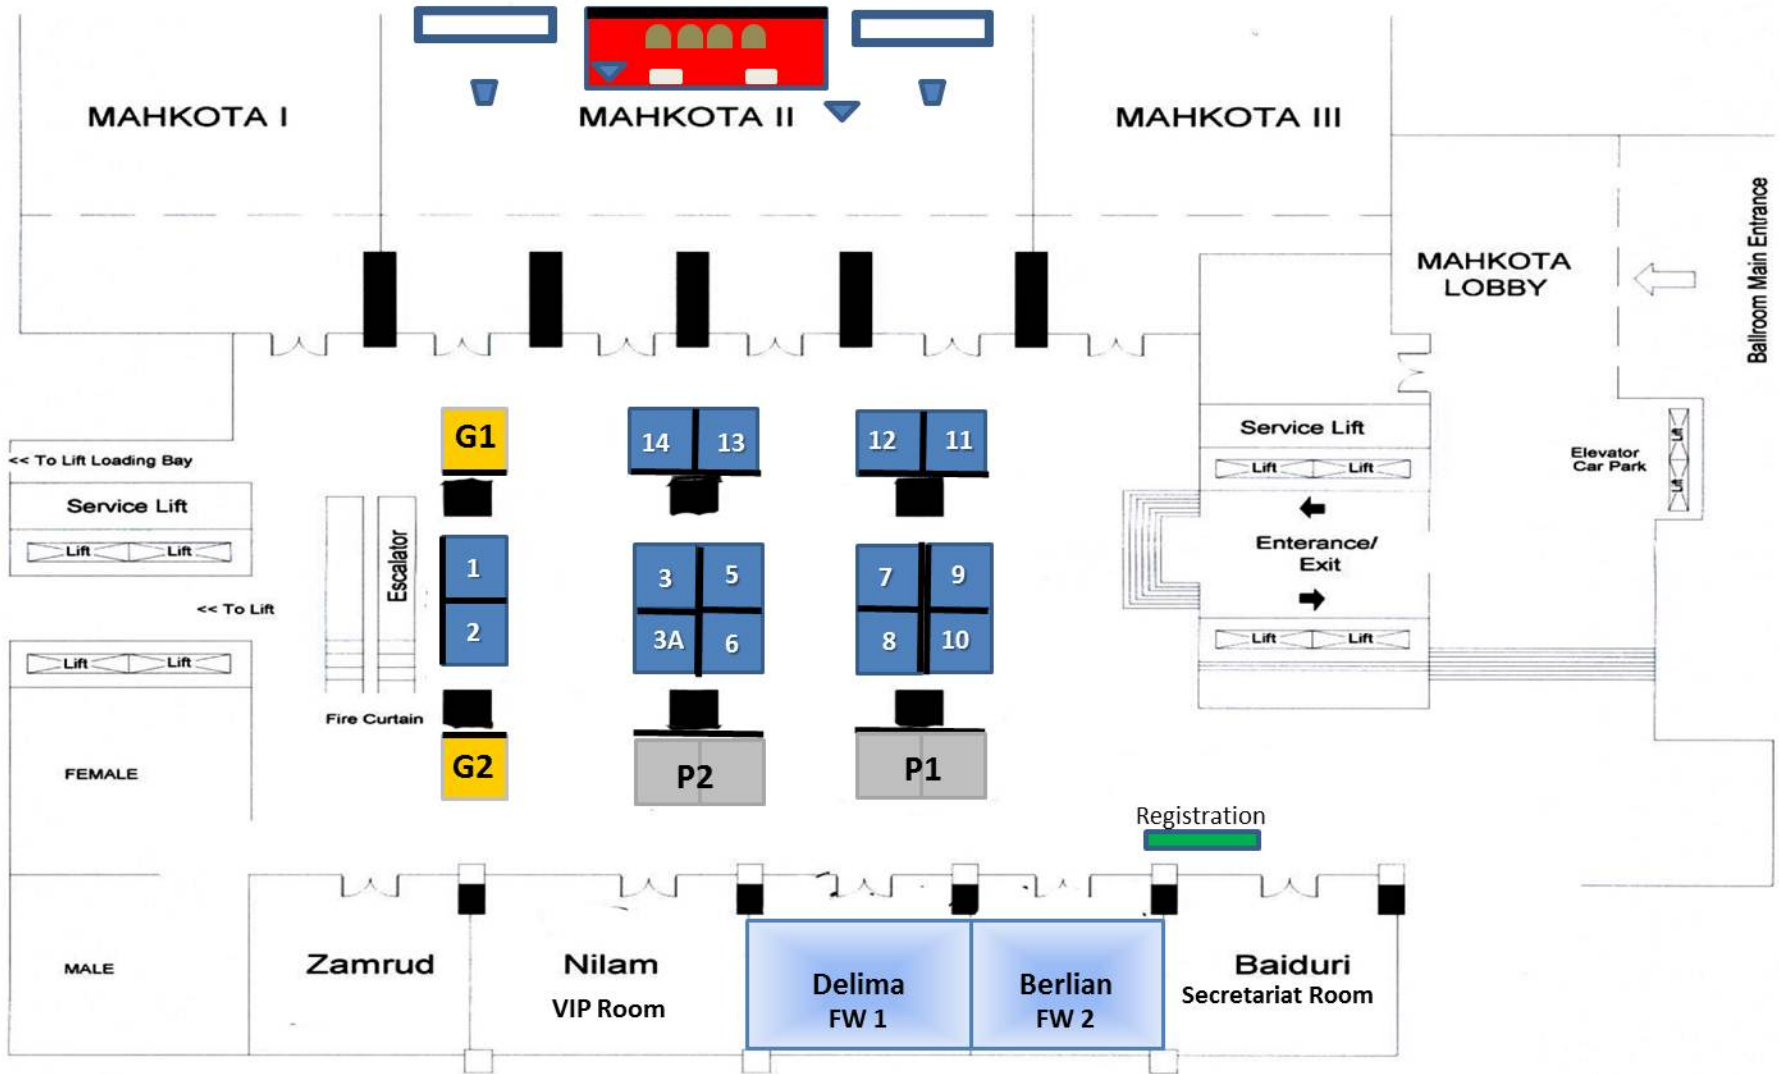 MAHKOTA I
MAHKOTA II
MAHKOTA III
Ballroom Main Entrance
MAHKOTA
LOBBY
G1
14
13
12
11
Service Lift
Lift
Lift
Elevator
Car Park
Lift
Lift
<< To Lift Loading Bay
Service Lift
Lift
Lift
Escalator
1
3
5
7
9
Enterance/
Exit
<< To Lift
2
3A
6
8
10
Lift
Lift
Lift
Lift
Fire Curtain
FEMALE
G2
P2
P1
Registration
MALE
Zamrud
Nilam
VIP Room
Delima
FW 1
Berlian
FW 2
Baiduri
Secretariat Room